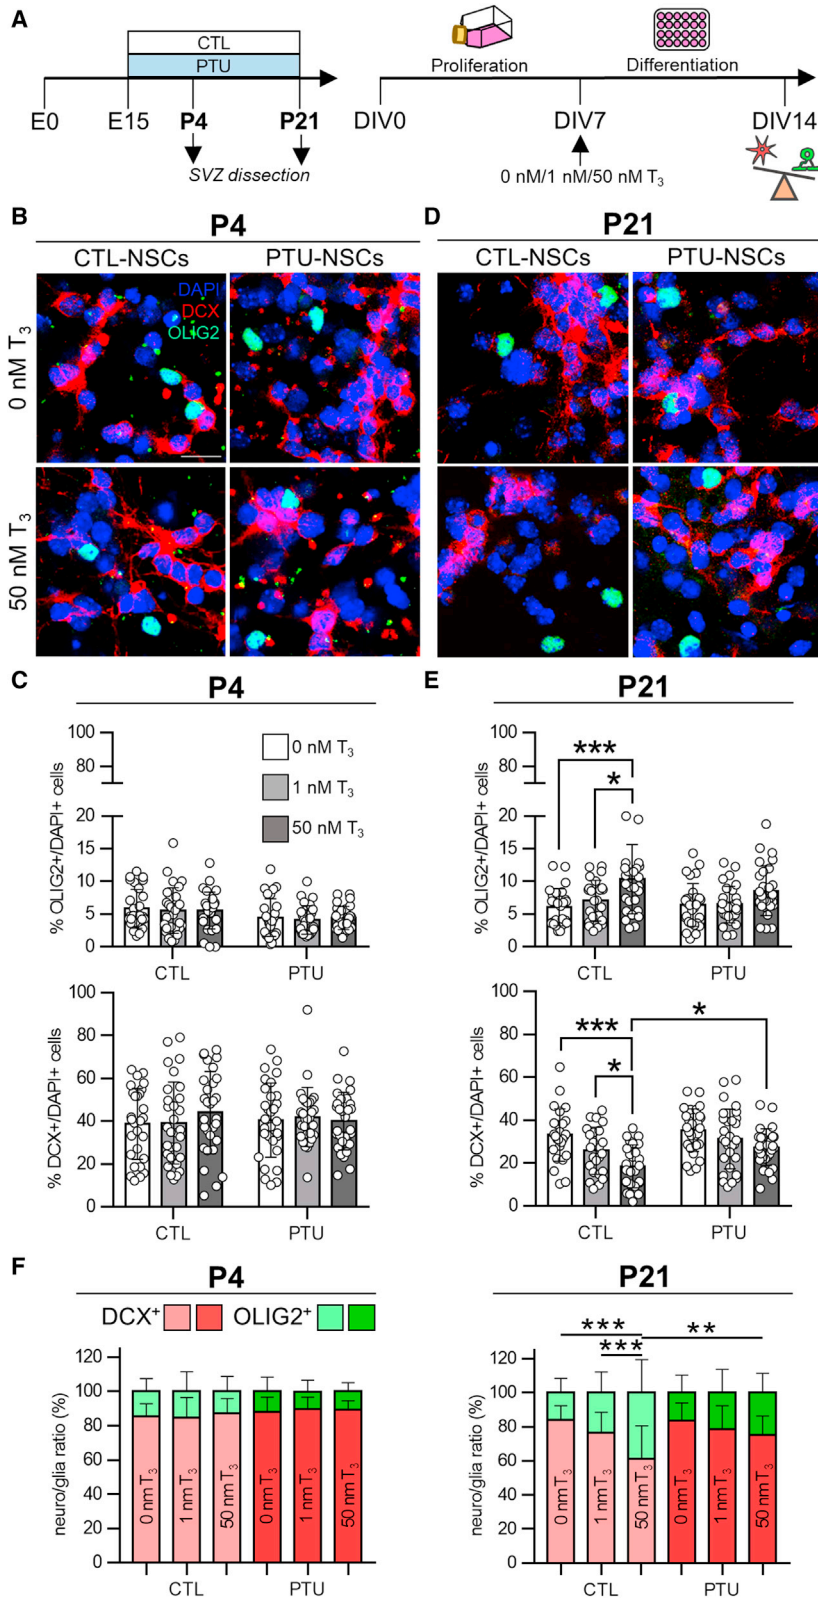 A
CTL
PTU
E0 E15 P4 P21
SVZ dissection
Proliferation Differentiation
DIV0 DIV7 DIV14
0 nM/1 nM/50 nM T3
B P4
CTL-NSCs PTU-NSCs
DAPI
DCX
OLIG2
0 nM T3
50 nM T3
D P21
CTL-NSCs PTU-NSCs
C P4
% OLIG2+/DAPI+ cells
100
80
20
15
10
5
0
0 nM T3
1 nM T3
50 nM T3
CTL PTU
% DCX+/DAPI+ cells
100
80
60
40
20
0
CTL PTU
E P21
% OLIG2+/DAPI+ cells
100
80
20
15
10
5
0
***
*
CTL PTU
% DCX+/DAPI+ cells
100
80
60
40
20
0
***
*
*
CTL PTU
F P4
DCX+ OLIG2+
neuro/glia ratio (%)
120
100
80
60
40
20
0
0 nm T3
1 nm T3
50 nm T3
0 nm T3
1 nm T3
50 nm T3
CTL PTU
P21
*** **
***
neuro/glia ratio (%)
120
100
80
60
40
20
0
0 nm T3
1 nm T3
50 nm T3
0 nm T3
1 nm T3
50 nm T3
CTL PTU